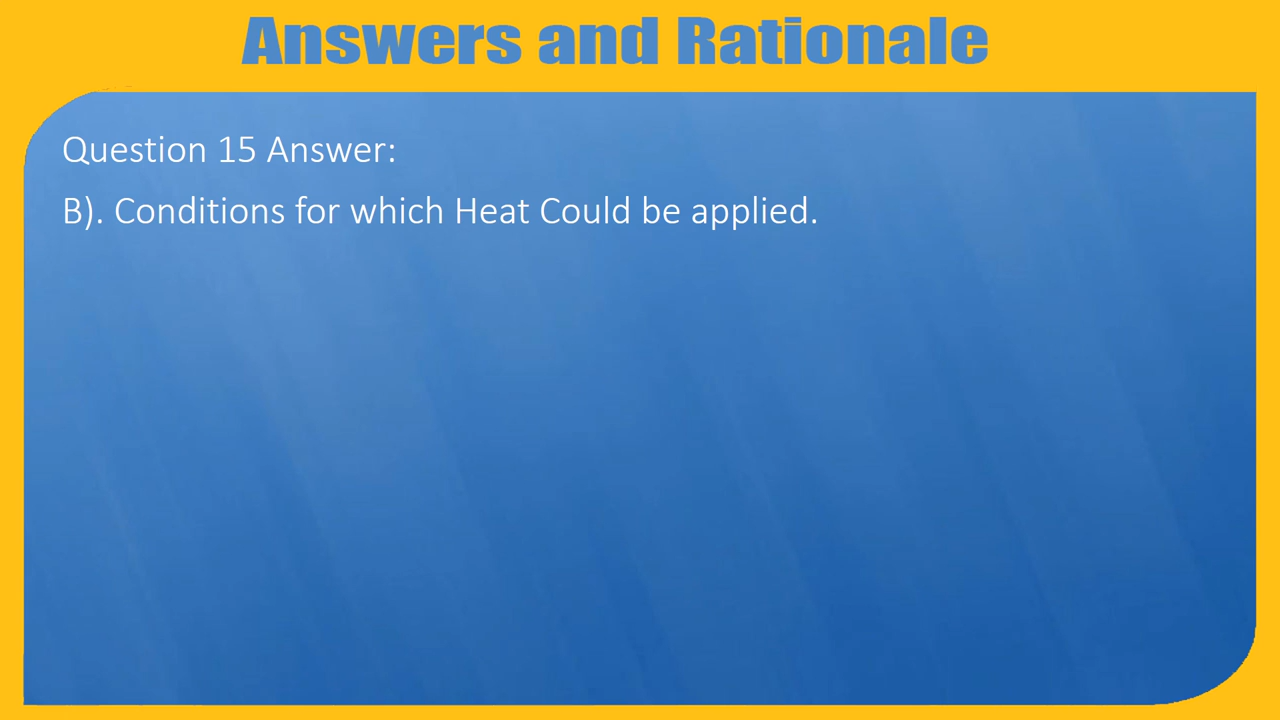 Answers and Rationale
Question 15 Answer:
B). Conditions for which Heat Could be applied.